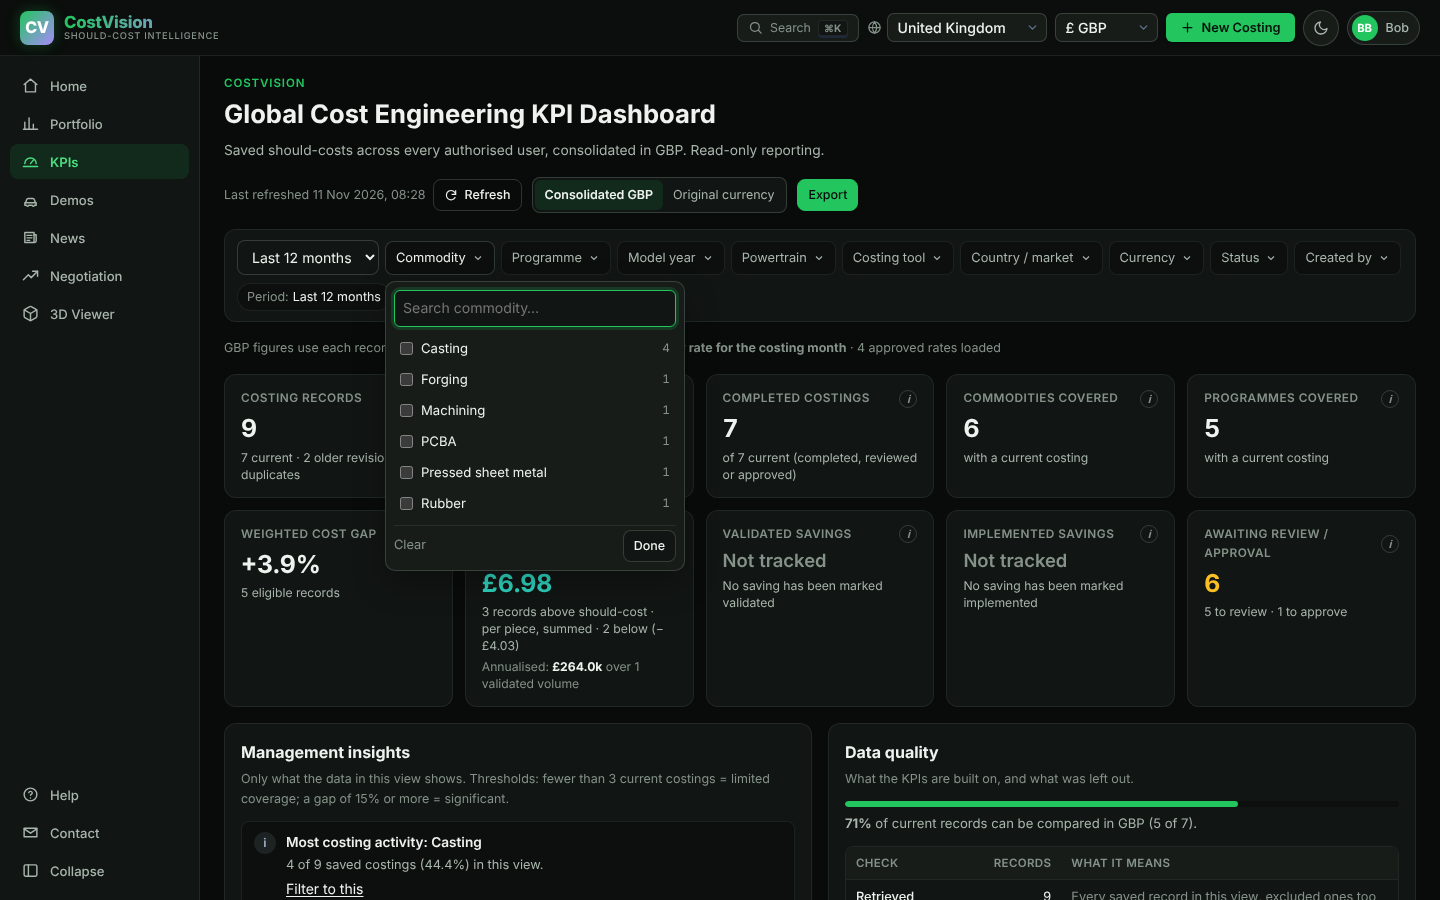 CV
CostVision
SHOULD-COST INTELLIGENCE
Search ⌘K
United Kingdom
£ GBP
+ New Costing
BB Bob
Home
Portfolio
KPIs
Demos
News
Negotiation
3D Viewer
Help
Contact
Collapse
COSTVISION
Global Cost Engineering KPI Dashboard
Saved should-costs across every authorised user, consolidated in GBP. Read-only reporting.
Last refreshed 11 Nov 2026, 08:28
Refresh
Consolidated GBP
Original currency
Export
Last 12 months
Commodity
Programme
Model year
Powertrain
Costing tool
Country / market
Currency
Status
Created by
Period: Last 12 months
Search commodity...
Casting 4
Forging 1
Machining 1
PCBA 1
Pressed sheet metal 1
Rubber 1
Clear
Done
GBP figures use each recor
rate for the costing month · 4 approved rates loaded
COSTING RECORDS
9
7 current · 2 older revisio
duplicates
COMPLETED COSTINGS i
7
of 7 current (completed, reviewed
or approved)
COMMODITIES COVERED i
6
with a current costing
PROGRAMMES COVERED i
5
with a current costing
WEIGHTED COST GAP
+3.9%
5 eligible records
£6.98
3 records above should-cost ·
per piece, summed · 2 below (−
£4.03)
Annualised: £264.0k over 1
validated volume
VALIDATED SAVINGS i
Not tracked
No saving has been marked
validated
IMPLEMENTED SAVINGS i
Not tracked
No saving has been marked
implemented
AWAITING REVIEW /
APPROVAL i
6
5 to review · 1 to approve
Management insights
Only what the data in this view shows. Thresholds: fewer than 3 current costings = limited
coverage; a gap of 15% or more = significant.
i Most costing activity: Casting
4 of 9 saved costings (44.4%) in this view.
Filter to this
Data quality
What the KPIs are built on, and what was left out.
71% of current records can be compared in GBP (5 of 7).
CHECK RECORDS WHAT IT MEANS
Retrieved 9 Every saved record in this view, excluded ones too